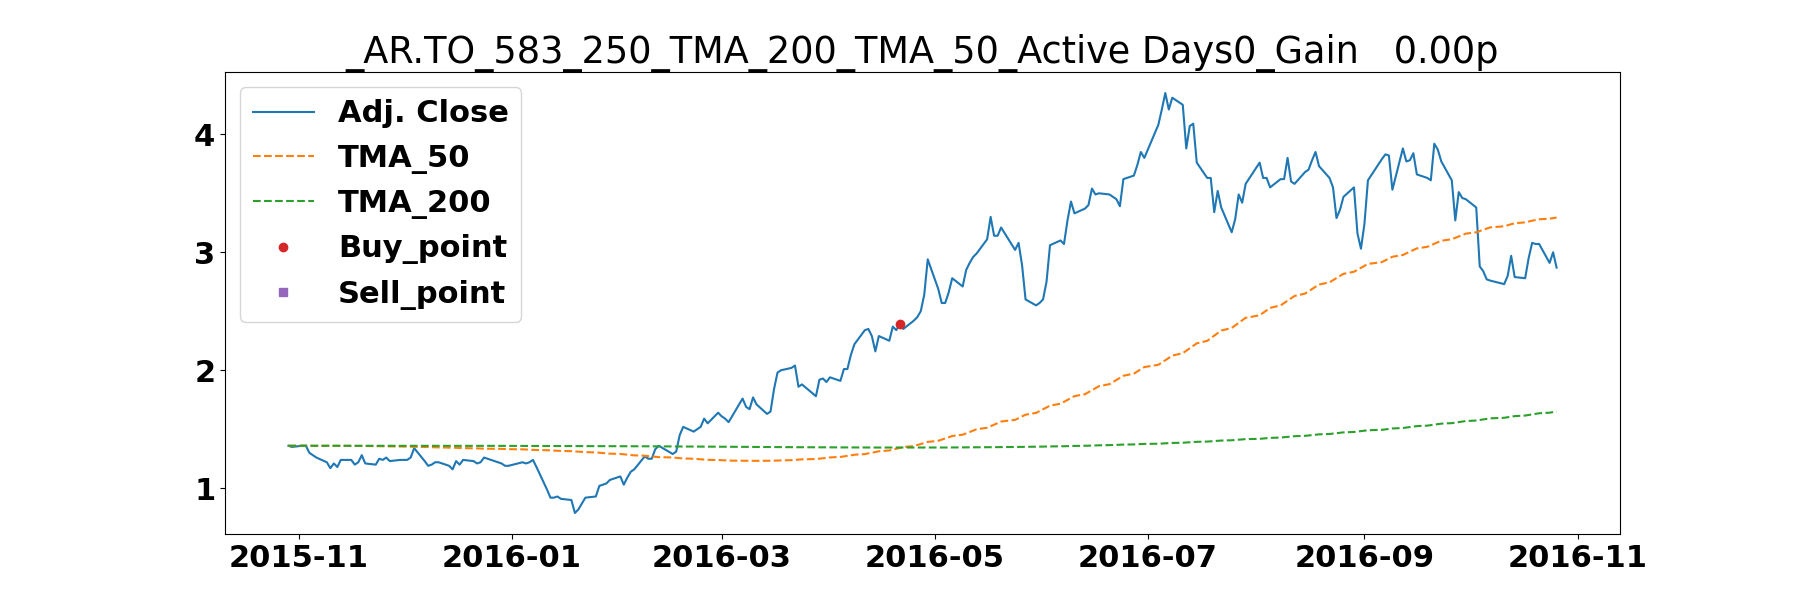 _AR.TO_583_250_TMA_200_TMA_50_Active Days0_Gain   0.00p
Adj. Close
TMA_50
TMA_200
Buy_point
Sell_point
4
3
2
1
2015-11 2016-01 2016-03 2016-05 2016-07 2016-09 2016-11